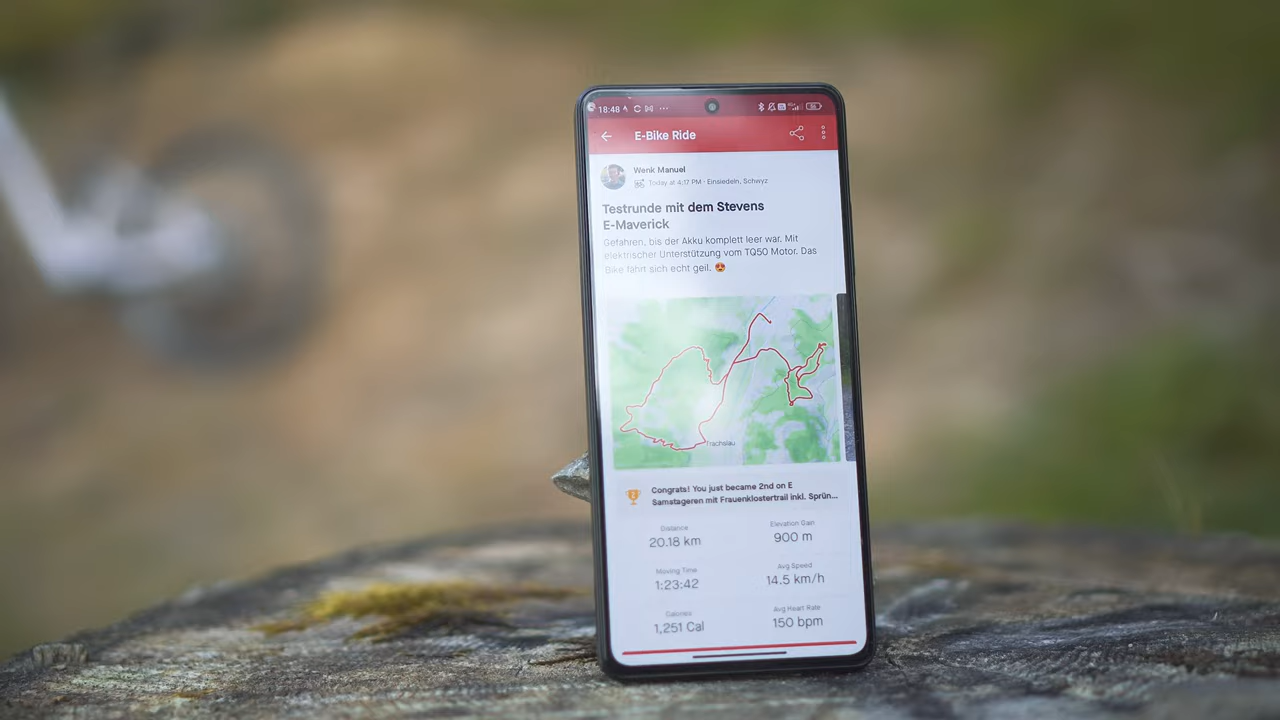 18:48
E-Bike Ride
Wenk Manuel
Today at 4:17 PM · Einsiedeln, Schwyz
Testrunde mit dem Stevens
E-Maverick
Gefahren, bis der Akku komplett leer war. Mit
elektrischer Unterstützung vom TQ50 Motor. Das
Bike fährt sich echt geil. 😍
Trachslau
Congrats! You just became 2nd on E
Samstageren mit Frauenklostertrail inkl. Sprün...
Distance
Elevation Gain
20.18 km
900 m
Moving Time
Avg Speed
1:23:42
14.5 km/h
Calories
Avg Heart Rate
1,251 Cal
150 bpm